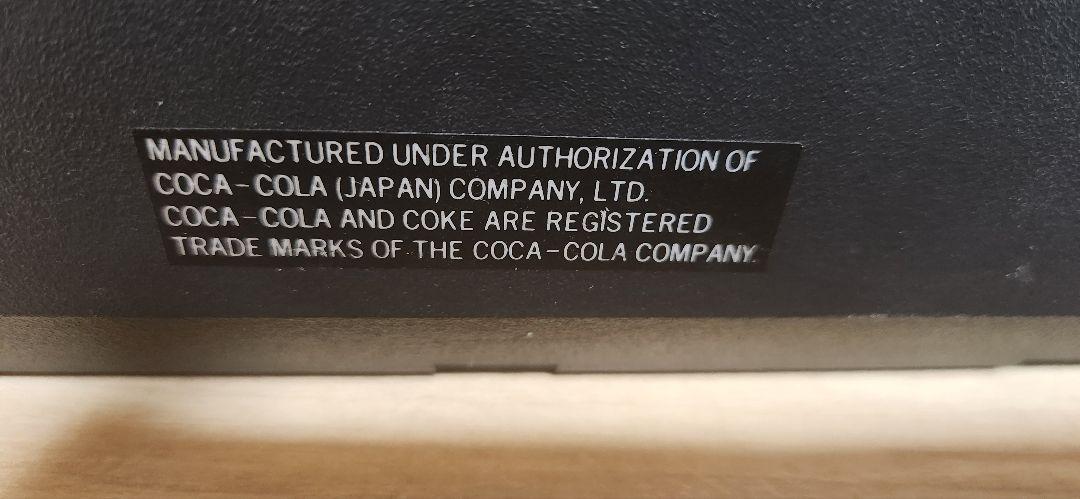 MANUFACTURED UNDER AUTHORIZATION OF
COCA-COLA (JAPAN) COMPANY, LTD.
COCA-COLA AND COKE ARE REGISTERED
TRADE MARKS OF THE COCA-COLA COMPANY.